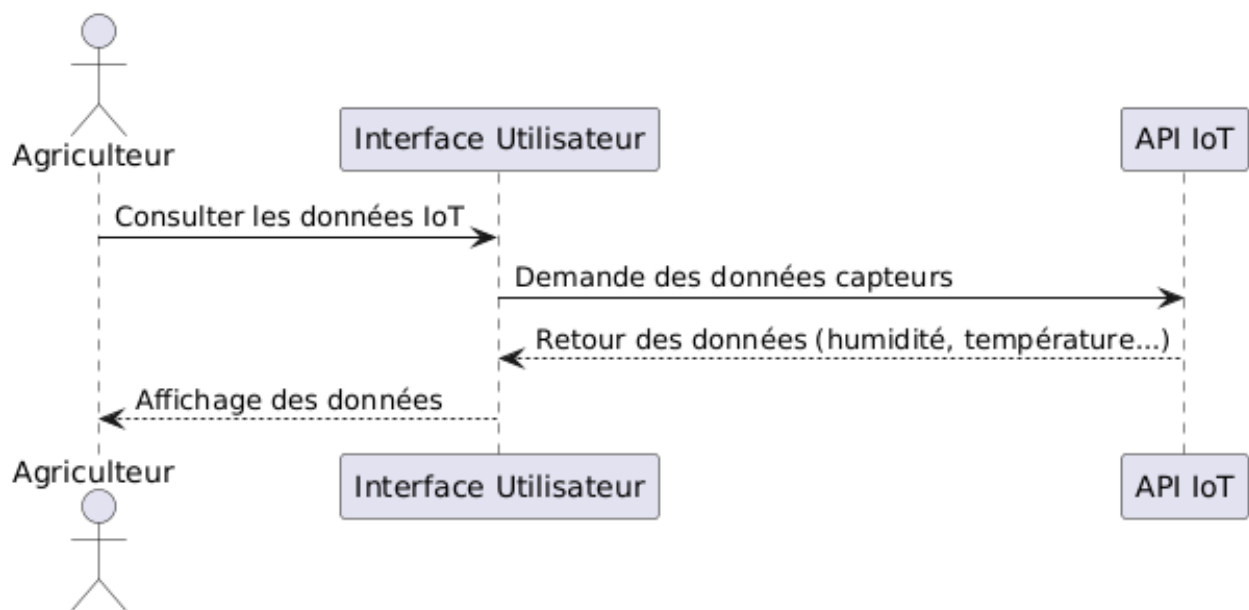 Agriculteur
Interface Utilisateur
API IoT
Consulter les données IoT
Demande des données capteurs
Retour des données (humidité, température...)
Affichage des données
Agriculteur
Interface Utilisateur
API IoT